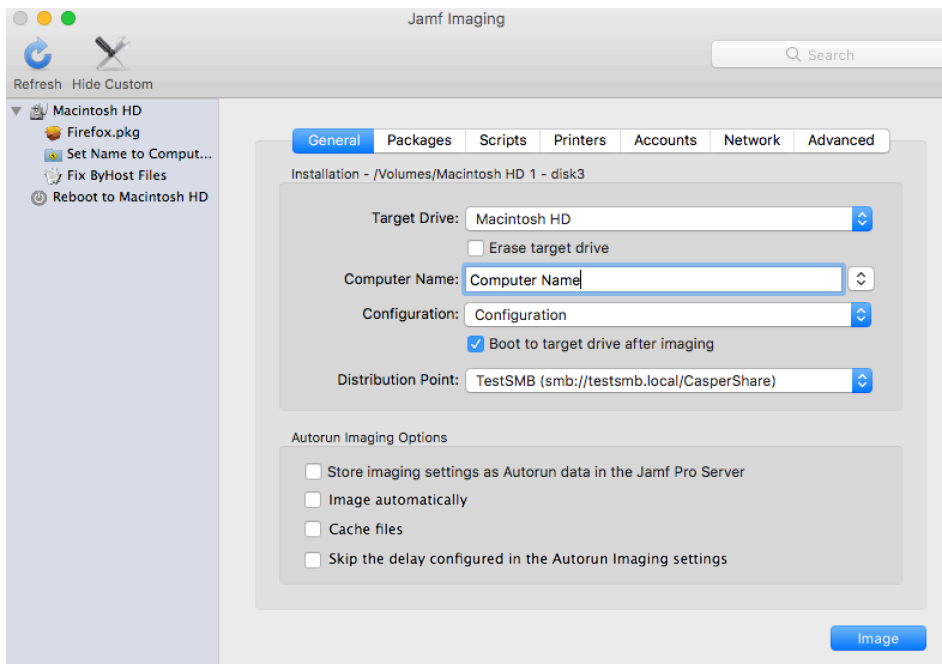 Jamf Imaging
Search
Refresh Hide Custom
Macintosh HD
Firefox.pkg
Set Name to Comput...
Fix ByHost Files
Reboot to Macintosh HD
General Packages Scripts Printers Accounts Network Advanced
Installation - /Volumes/Macintosh HD 1 - disk3
Target Drive: Macintosh HD
Erase target drive
Computer Name: Computer Name
Configuration: Configuration
Boot to target drive after imaging
Distribution Point: TestSMB (smb://testsmb.local/CasperShare)
Autorun Imaging Options
Store imaging settings as Autorun data in the Jamf Pro Server
Image automatically
Cache files
Skip the delay configured in the Autorun Imaging settings
Image